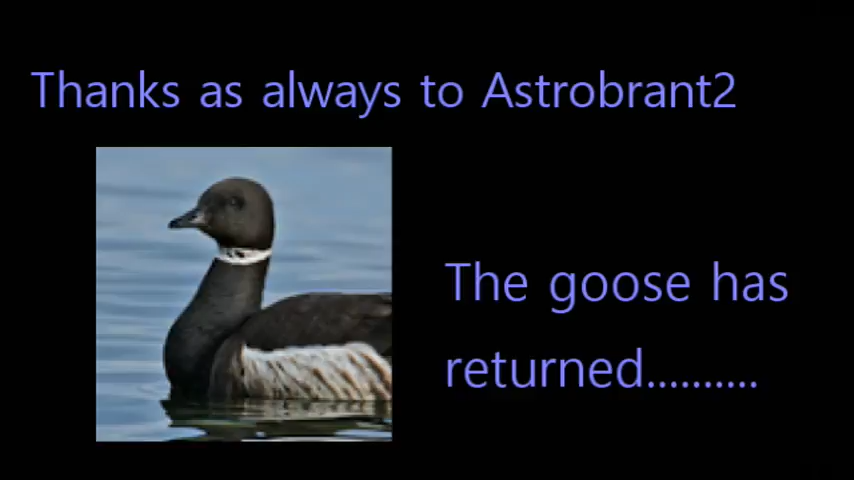 Thanks as always to Astrobrant2
The goose has
returned..........